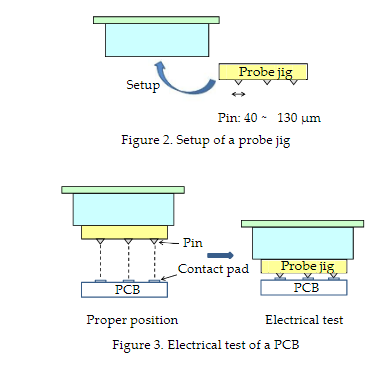 Probe jig
Setup
Pin: 40 ~ 130 µm
Figure 2. Setup of a probe jig
Pin
Contact pad
PCB
Probe jig
PCB
Proper position
Electrical test
Figure 3. Electrical test of a PCB